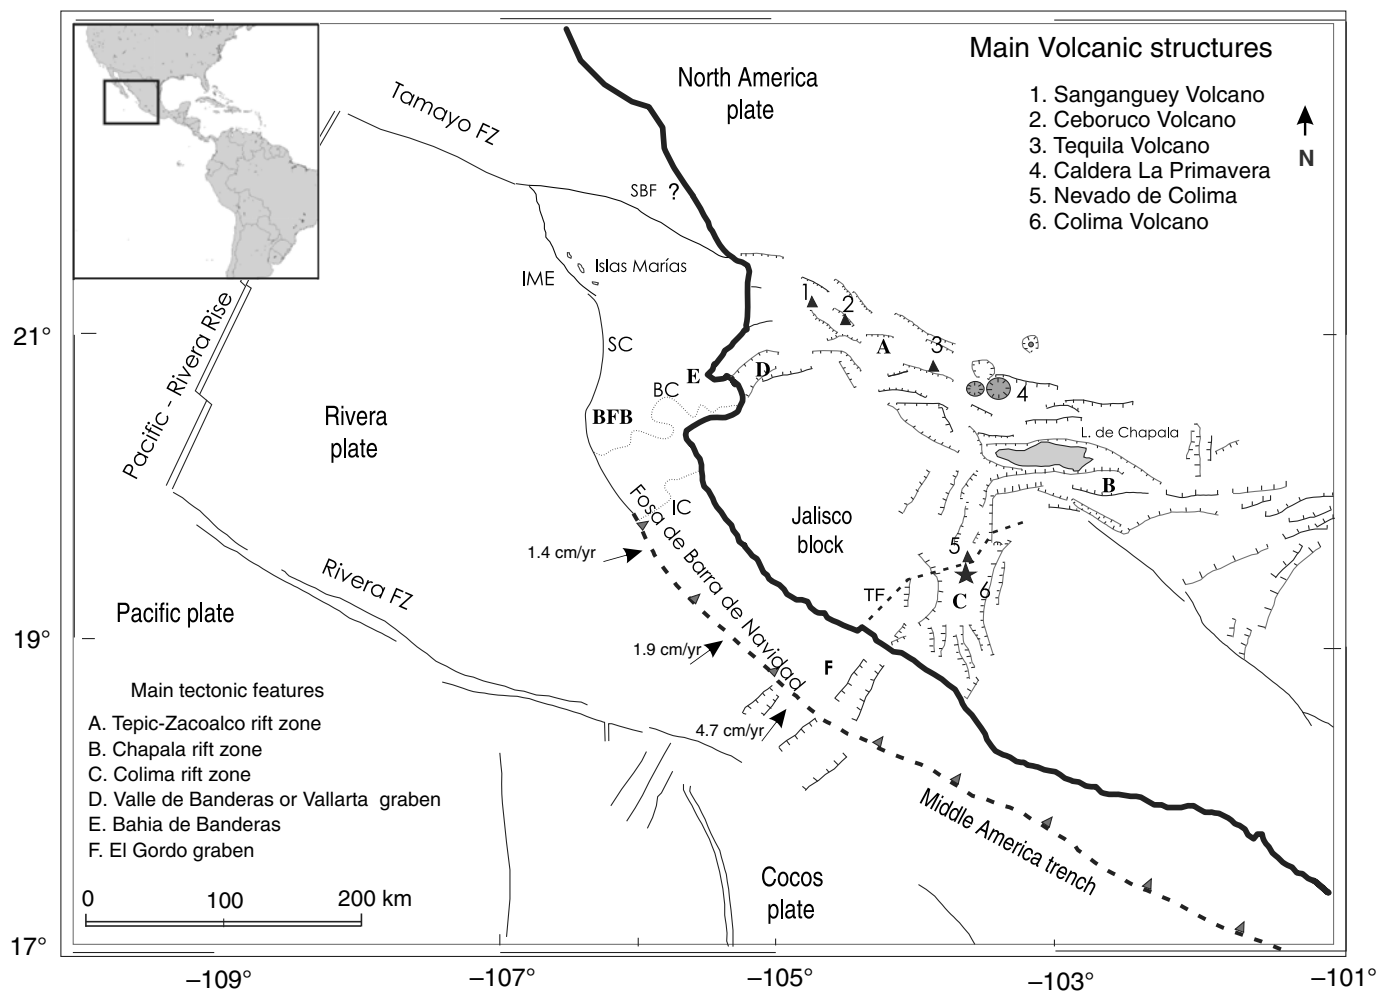 Main Volcanic structures
1. Sanganguey Volcano
2. Ceboruco Volcano
3. Tequila Volcano
4. Caldera La Primavera
5. Nevado de Colima
6. Colima Volcano
N
North America
plate
Tamayo FZ
SBF ?
IME
Islas Marías
SC
Pacific - Rivera Rise
21°
1
2
A
3
4
E
D
BC
BFB
Rivera
plate
L. de Chapala
B
IC
Jalisco
block
Fosa de Barra de Navidad
1.4 cm/yr
5
6
C
TF
Rivera FZ
Pacific plate
19°
1.9 cm/yr
F
4.7 cm/yr
Main tectonic features
A. Tepic-Zacoalco rift zone
B. Chapala rift zone
C. Colima rift zone
D. Valle de Banderas or Vallarta graben
E. Bahia de Banderas
F. El Gordo graben
Middle America trench
Cocos
plate
0 100 200 km
17°
–109° –107° –105° –103° –101°